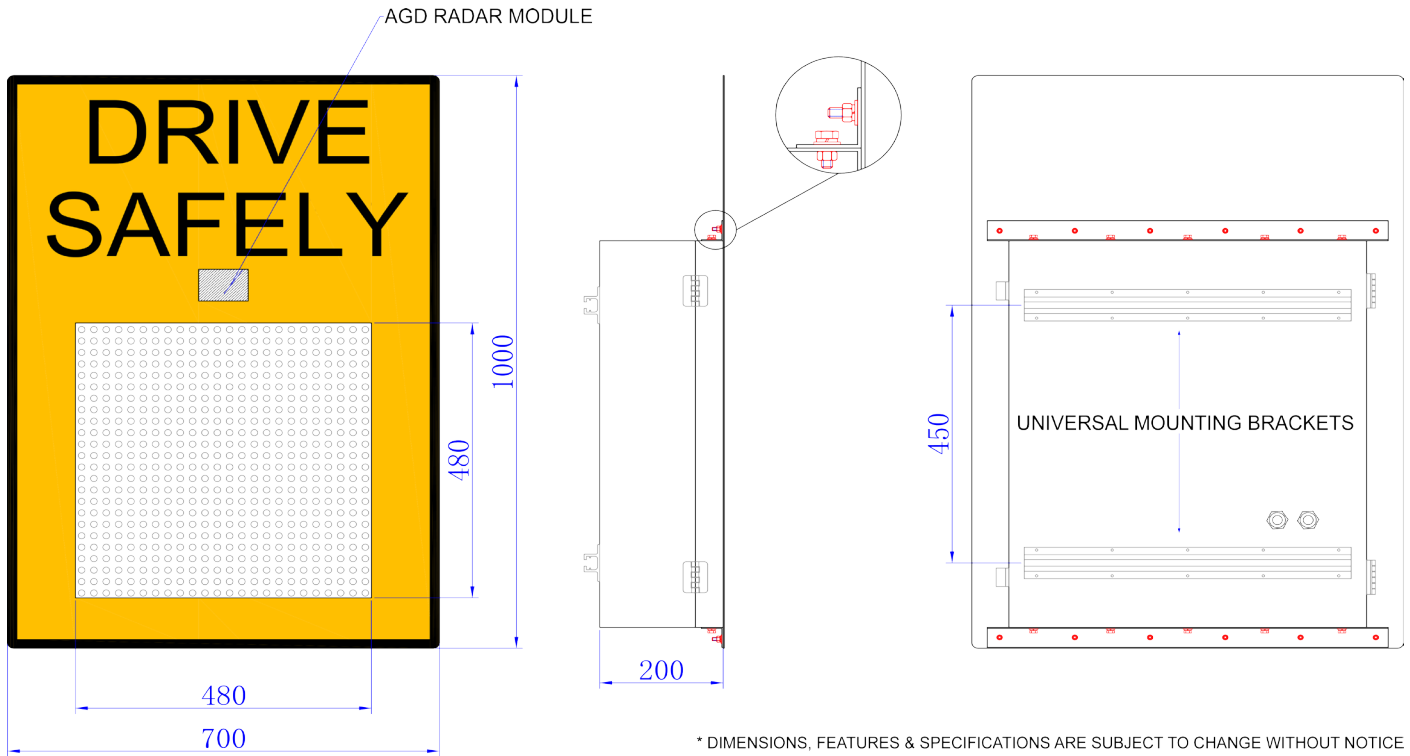 AGD RADAR MODULE
DRIVE
SAFELY
1000
480
480
700
200
450
UNIVERSAL MOUNTING BRACKETS
* DIMENSIONS, FEATURES & SPECIFICATIONS ARE SUBJECT TO CHANGE WITHOUT NOTICE